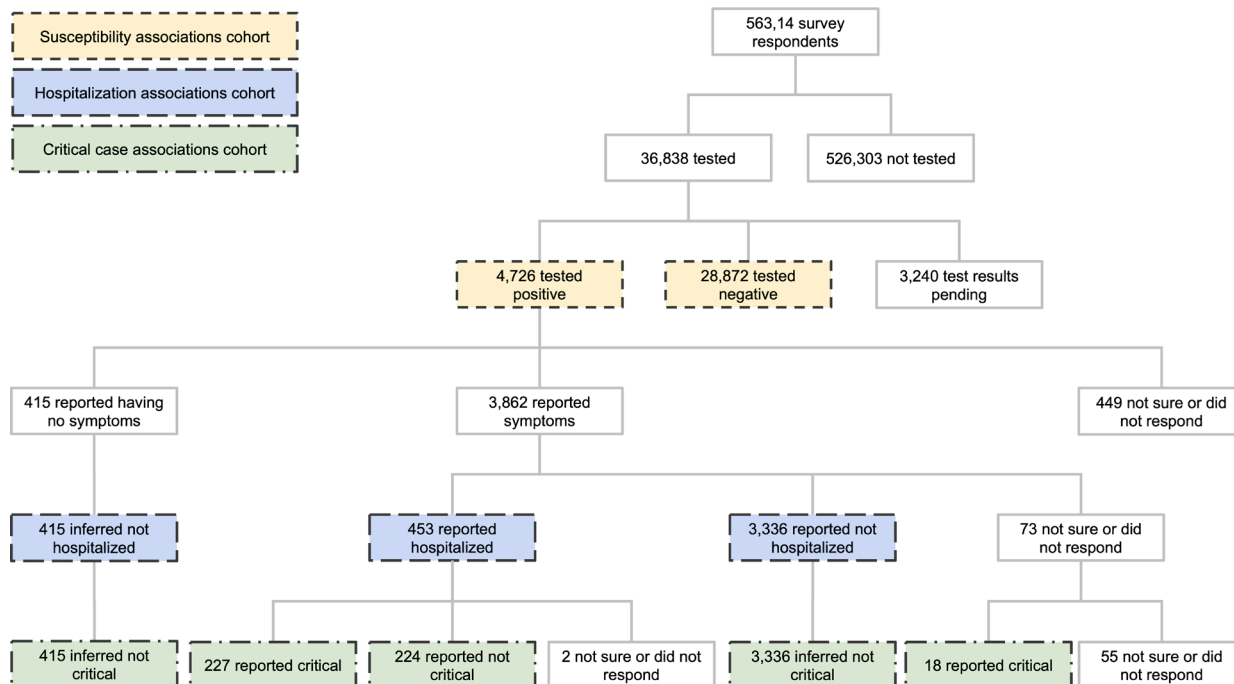 Susceptibility associations cohort
Hospitalization associations cohort
Critical case associations cohort
563,14 survey
respondents
36,838 tested
526,303 not tested
4,726 tested
positive
28,872 tested
negative
3,240 test results
pending
415 reported having
no symptoms
3,862 reported
symptoms
449 not sure or did
not respond
415 inferred not
hospitalized
453 reported
hospitalized
3,336 reported not
hospitalized
73 not sure or did
not respond
415 inferred not
critical
227 reported critical
224 reported not
critical
2 not sure or did not
respond
3,336 inferred not
critical
18 reported critical
55 not sure or did
not respond